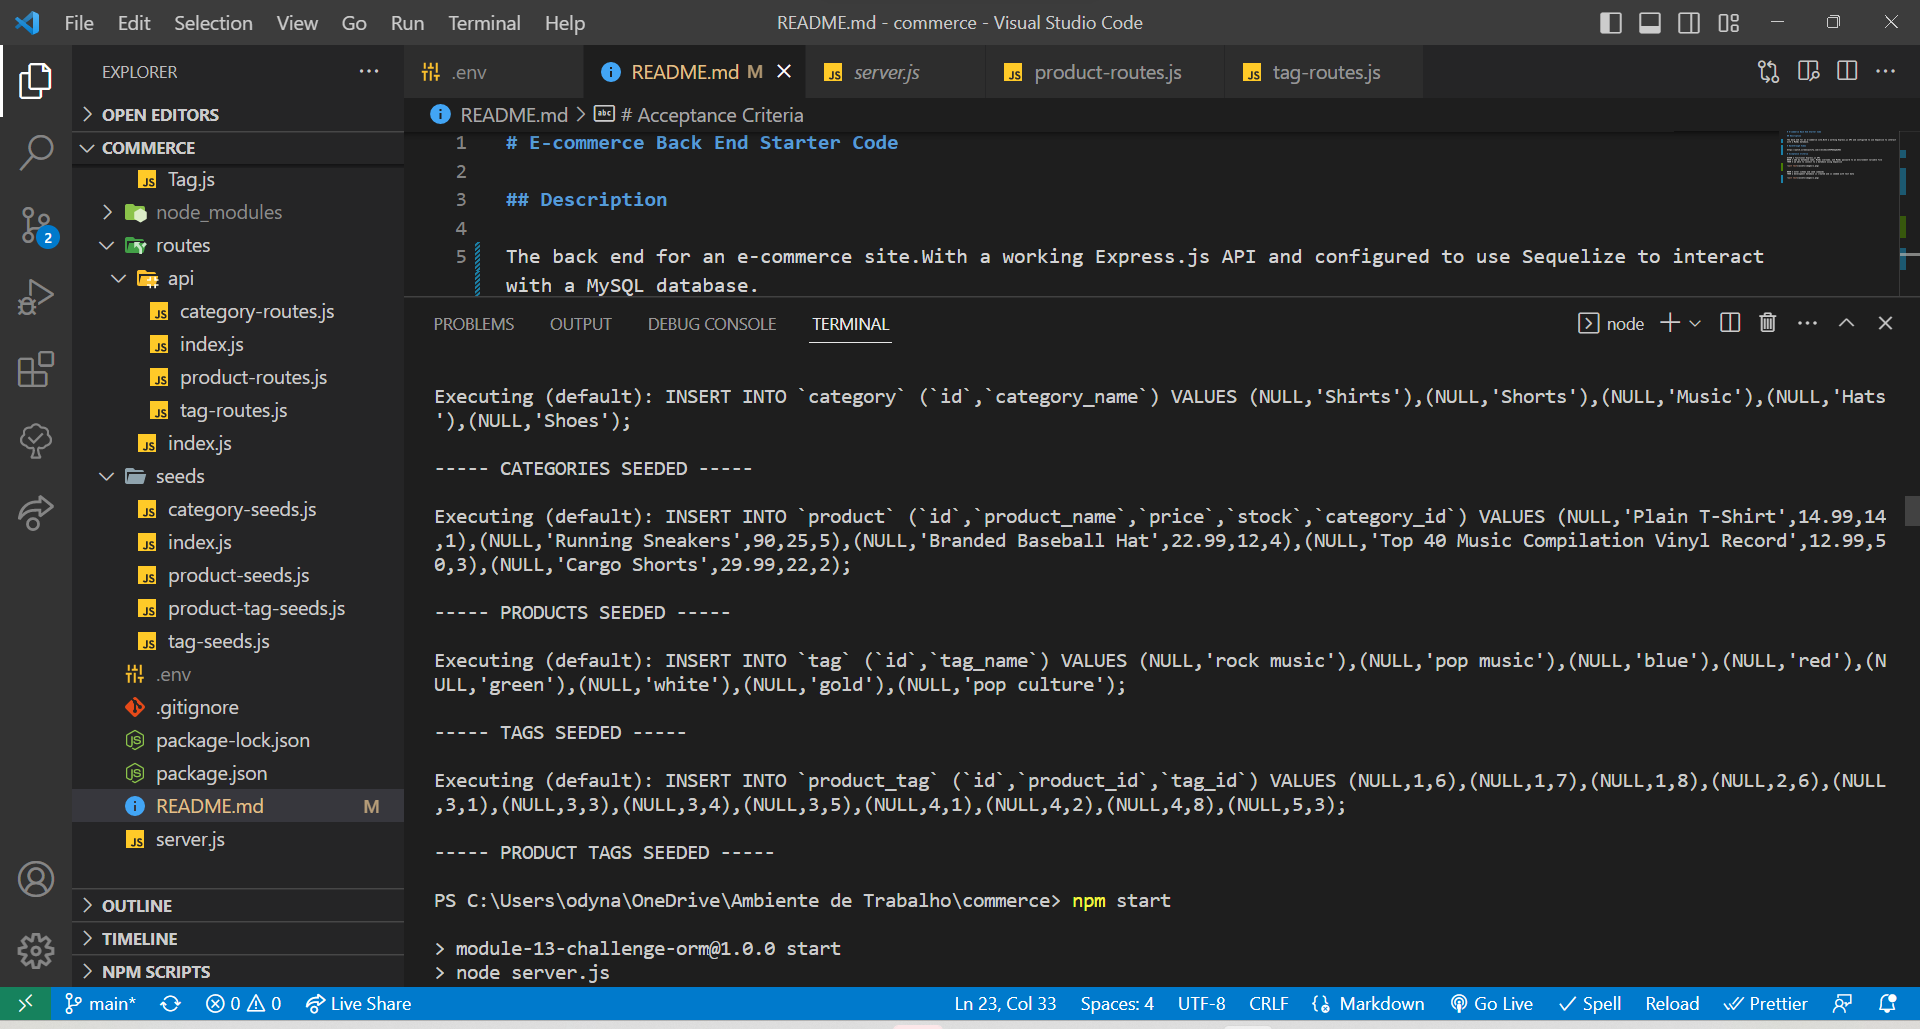 File Edit Selection View Go Run Terminal Help README.md - commerce - Visual Studio Code
EXPLORER
.env README.md M server.js product-routes.js tag-routes.js
OPEN EDITORS
COMMERCE
Tag.js
node_modules
routes
api
category-routes.js
index.js
product-routes.js
tag-routes.js
index.js
seeds
category-seeds.js
index.js
product-seeds.js
product-tag-seeds.js
tag-seeds.js
.env
.gitignore
package-lock.json
package.json
README.md M
server.js
OUTLINE
TIMELINE
NPM SCRIPTS
2
README.md > # Acceptance Criteria
1 # E-commerce Back End Starter Code
2
3 ## Description
4
5 The back end for an e-commerce site.With a working Express.js API and configured to use Sequelize to interact
with a MySQL database.
PROBLEMS OUTPUT DEBUG CONSOLE TERMINAL node
Executing (default): INSERT INTO `category` (`id`,`category_name`) VALUES (NULL,'Shirts'),(NULL,'Shorts'),(NULL,'Music'),(NULL,'Hats
'),(NULL,'Shoes');
----- CATEGORIES SEEDED -----
Executing (default): INSERT INTO `product` (`id`,`product_name`,`price`,`stock`,`category_id`) VALUES (NULL,'Plain T-Shirt',14.99,14
,1),(NULL,'Running Sneakers',90,25,5),(NULL,'Branded Baseball Hat',22.99,12,4),(NULL,'Top 40 Music Compilation Vinyl Record',12.99,5
0,3),(NULL,'Cargo Shorts',29.99,22,2);
----- PRODUCTS SEEDED -----
Executing (default): INSERT INTO `tag` (`id`,`tag_name`) VALUES (NULL,'rock music'),(NULL,'pop music'),(NULL,'blue'),(NULL,'red'),(N
ULL,'green'),(NULL,'white'),(NULL,'gold'),(NULL,'pop culture');
----- TAGS SEEDED -----
Executing (default): INSERT INTO `product_tag` (`id`,`product_id`,`tag_id`) VALUES (NULL,1,6),(NULL,1,7),(NULL,1,8),(NULL,2,6),(NULL
,3,1),(NULL,3,3),(NULL,3,4),(NULL,3,5),(NULL,4,1),(NULL,4,2),(NULL,4,8),(NULL,5,3);
----- PRODUCT TAGS SEEDED -----
PS C:\Users\odyna\OneDrive\Ambiente de Trabalho\commerce> npm start
> module-13-challenge-orm@1.0.0 start
> node server.js
main* 0 0 Live Share Ln 23, Col 33 Spaces: 4 UTF-8 CRLF Markdown Go Live Spell Reload Prettier